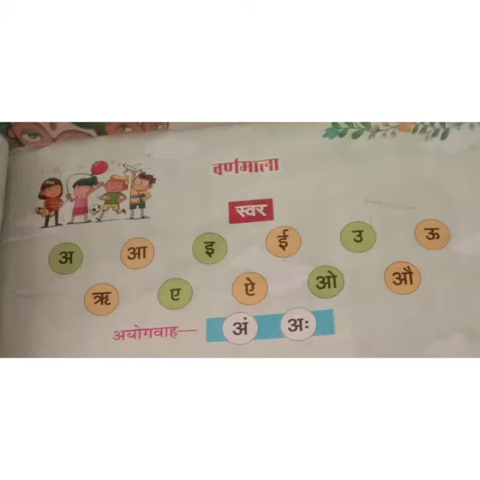 वर्णमाला
स्वर
अ आ इ ई उ ऊ
ऋ ए ऐ ओ औ
अयोगवाह— अं अः